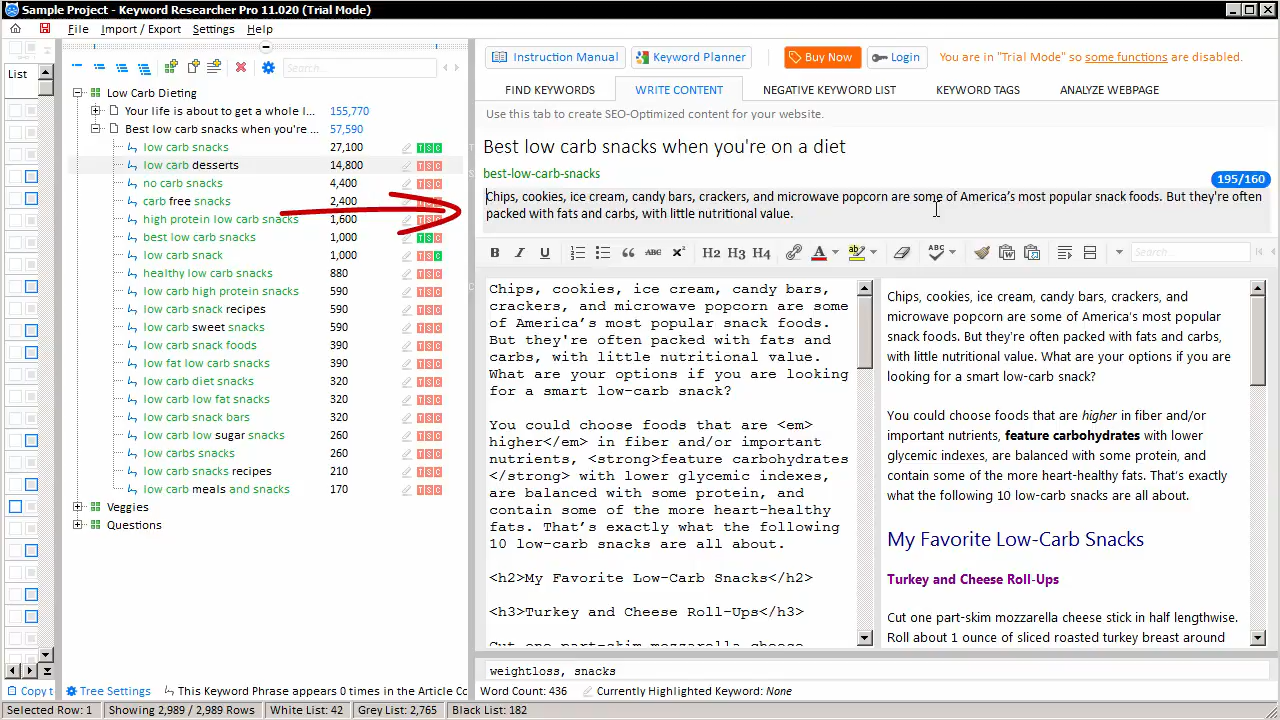 Sample Project - Keyword Researcher Pro 11.020 (Trial Mode)
File Import / Export Settings Help
List
Search...
Low Carb Dieting
Your life is about to get a whole l... 155,770
Best low carb snacks when you're ... 57,590
low carb snacks 27,100 T S C
low carb desserts 14,800 T S C
no carb snacks 4,400 T S C
carb free snacks 2,400 T S C
high protein low carb snacks 1,600 T S C
best low carb snacks 1,000 T S C
low carb snack 1,000 T S C
healthy low carb snacks 880 T S C
low carb high protein snacks 590 T S C
low carb snack recipes 590 T S C
low carb sweet snacks 590 T S C
low carb snack foods 390 T S C
low fat low carb snacks 390 T S C
low carb diet snacks 320 T S C
low carb low fat snacks 320 T S C
low carb snack bars 320 T S C
low carb low sugar snacks 260 T S C
low carbs snacks 260 T S C
low carb snacks recipes 210 T S C
low carb meals and snacks 170 T S C
Veggies
Questions
Copy t Tree Settings This Keyword Phrase appears 0 times in the Article Co
Instruction Manual Keyword Planner Buy Now Login You are in "Trial Mode" so some functions are disabled.
FIND KEYWORDS WRITE CONTENT NEGATIVE KEYWORD LIST KEYWORD TAGS ANALYZE WEBPAGE
Use this tab to create SEO-Optimized content for your website.
Best low carb snacks when you're on a diet
best-low-carb-snacks
195/160
Chips, cookies, ice cream, candy bars, crackers, and microwave popcorn are some of America’s most popular snack foods. But they're often
packed with fats and carbs, with little nutritional value.
B I U “ ABC X² H2 H3 H4 A ab ABC Search...
Chips, cookies, ice cream, candy bars,
crackers, and microwave popcorn are some
of America’s most popular snack foods.
But they're often packed with fats and
carbs, with little nutritional value.
What are your options if you are looking
for a smart low-carb snack?
You could choose foods that are <em>
higher</em> in fiber and/or important
nutrients, <strong>feature carbohydrates
</strong> with lower glycemic indexes,
are balanced with some protein, and
contain some of the more heart-healthy
fats. That’s exactly what the following
10 low-carb snacks are all about.
<h2>My Favorite Low-Carb Snacks</h2>
<h3>Turkey and Cheese Roll-Ups</h3>
Cut one part-skim mozzarella cheese
Chips, cookies, ice cream, candy bars, crackers, and
microwave popcorn are some of America’s most popular
snack foods. But they're often packed with fats and carbs,
with little nutritional value. What are your options if you are
looking for a smart low-carb snack?
You could choose foods that are higher in fiber and/or
important nutrients, feature carbohydrates with lower
glycemic indexes, are balanced with some protein, and
contain some of the more heart-healthy fats. That’s exactly
what the following 10 low-carb snacks are all about.
My Favorite Low-Carb Snacks
Turkey and Cheese Roll-Ups
Cut one part-skim mozzarella cheese stick in half lengthwise.
Roll about 1 ounce of sliced roasted turkey breast around
weightloss, snacks
Word Count: 436 Currently Highlighted Keyword: None
Selected Row: 1 Showing 2,989 / 2,989 Rows White List: 42 Grey List: 2,765 Black List: 182